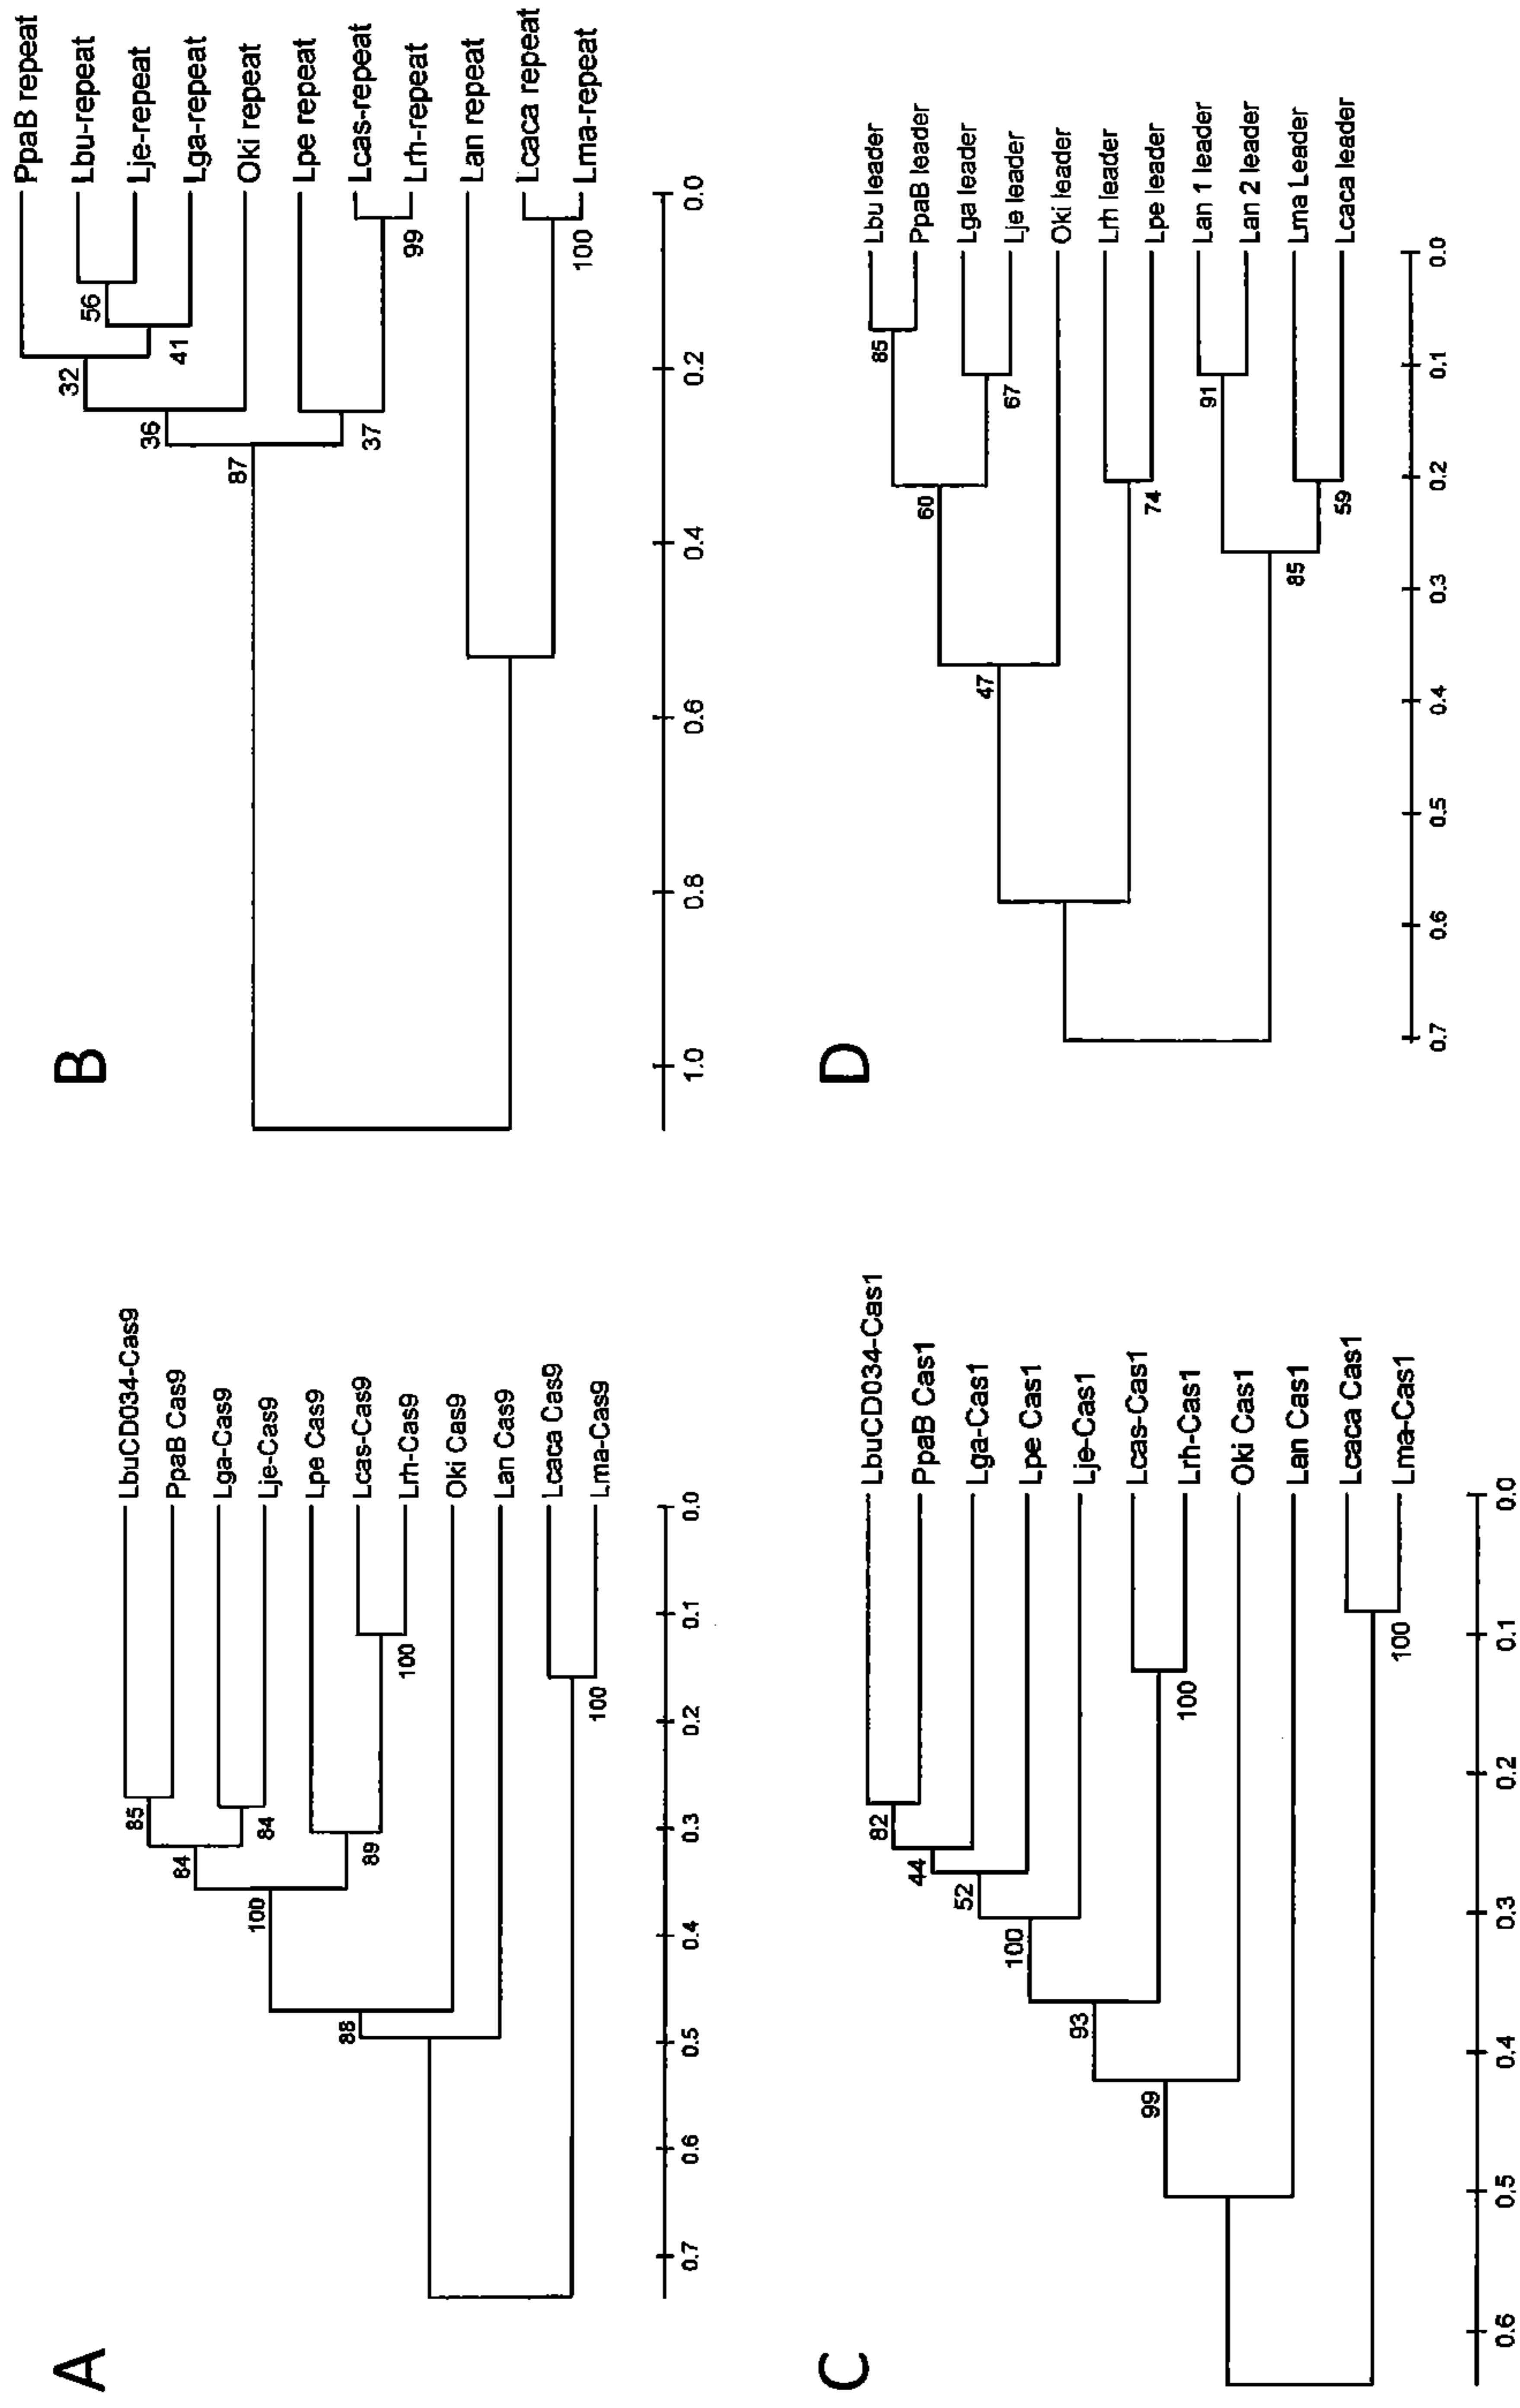 A
LbuCD034-Cas9
PpaB Cas9
Lga-Cas9
Lje-Cas9
Lpe Cas9
Lcas-Cas9
Lrh-Cas9
Oki Cas9
Lan Cas9
Lcaca Cas9
Lma-Cas9
85
84
84
100
89
100
88
100
0.7
0.6
0.5
0.4
0.3
0.2
0.1
0.0
B
PpaB repeat
Lbu-repeat
Lje-repeat
Lga-repeat
Oki repeat
Lpe repeat
Lcas-repeat
Lrh-repeat
Lan repeat
Lcaca repeat
Lma-repeat
56
32
41
36
87
37
99
100
1.0
0.8
0.6
0.4
0.2
0.0
C
LbuCD034-Cas1
PpaB Cas1
Lga-Cas1
Lpe Cas1
Lje-Cas1
Lcas-Cas1
Lrh-Cas1
Oki Cas1
Lan Cas1
Lcaca Cas1
Lma-Cas1
82
44
52
100
93
99
100
100
0.6
0.5
0.4
0.3
0.2
0.1
0.0
D
Lbu leader
PpaB leader
Lga leader
Lje leader
Oki leader
Lrh leader
Lpe leader
Lan 1 leader
Lan 2 leader
Lma Leader
Lcaca leader
85
67
60
47
74
91
85
59
0.7
0.6
0.5
0.4
0.3
0.2
0.1
0.0